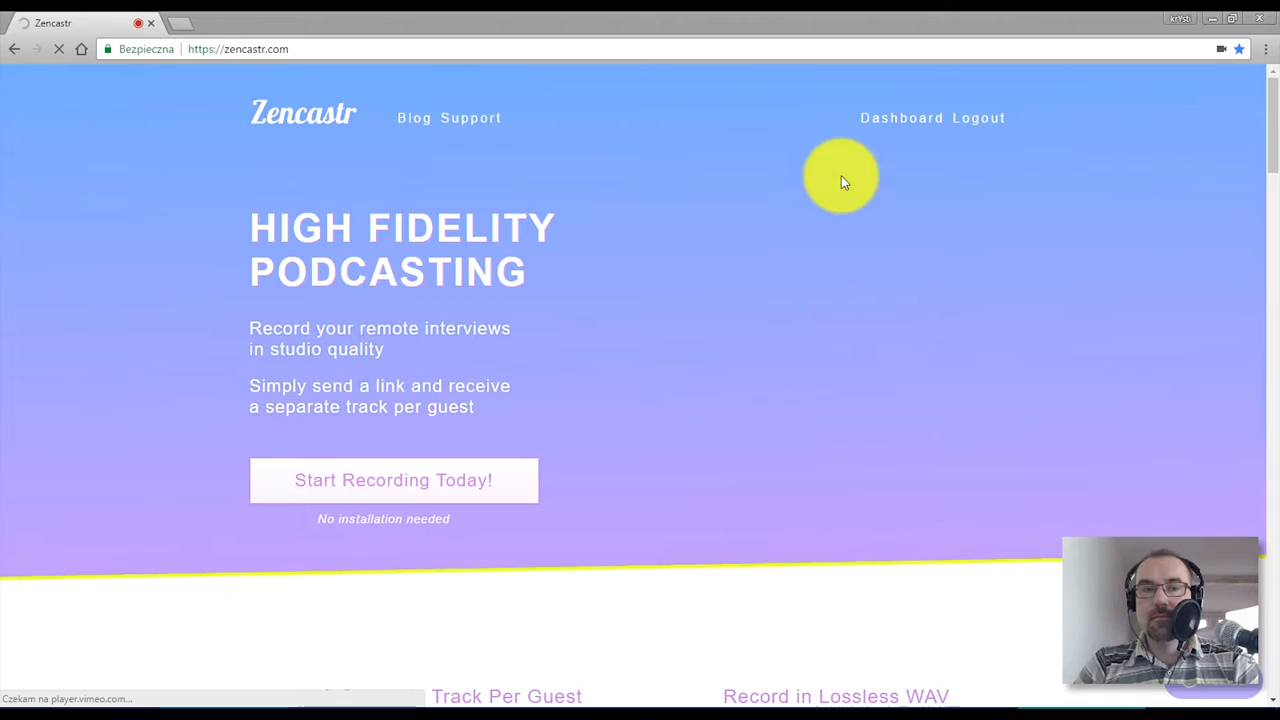 Zencastr
krYsti
Bezpieczna
https://zencastr.com
Zencastr
Blog Support
Dashboard Logout
HIGH FIDELITY
PODCASTING
Record your remote interviews
in studio quality
Simply send a link and receive
a separate track per guest
Start Recording Today!
No installation needed
Track Per Guest
Record in Lossless WAV
Czekam na player.vimeo.com...